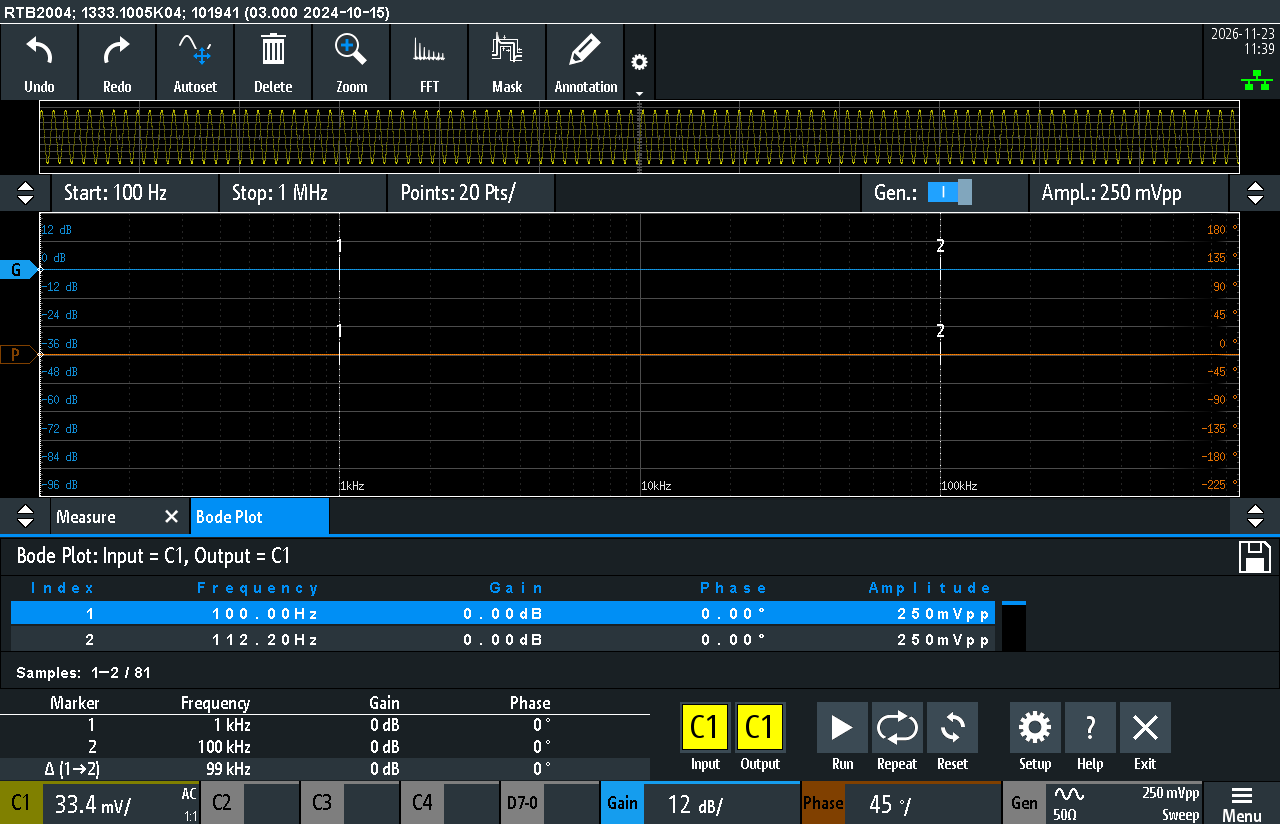 RTB2004; 1333.1005K04; 101941 (03.000 2024-10-15)
Undo Redo Autoset Delete Zoom FFT Mask Annotation
2026-11-23
11:39
Start: 100 Hz Stop: 1 MHz Points: 20 Pts/ Gen.: I Ampl.: 250 mVpp
12 dB 180 °
1 2
0 dB 135 °
G
-12 dB 90 °
-24 dB 45 °
1 2
-36 dB 0 °
P
-48 dB -45 °
-60 dB -90 °
-72 dB -135 °
-84 dB -180 °
-96 dB 1kHz 10kHz 100kHz -225 °
Measure Bode Plot
Bode Plot: Input = C1, Output = C1
Index Frequency Gain Phase Amplitude
1 100.00Hz 0.00dB 0.00° 250mVpp
2 112.20Hz 0.00dB 0.00° 250mVpp
Samples: 1-2 / 81
Marker Frequency Gain Phase
1 1 kHz 0 dB 0 °
2 100 kHz 0 dB 0 °
Δ (1→2) 99 kHz 0 dB 0 °
C1 C1
Input Output Run Repeat Reset Setup ? Help Exit
C1 33.4 mV/ AC 1:1 C2 C3 C4 D7-0 Gain 12 dB/ Phase 45 °/ Gen 50Ω 250 mVpp Sweep Menu